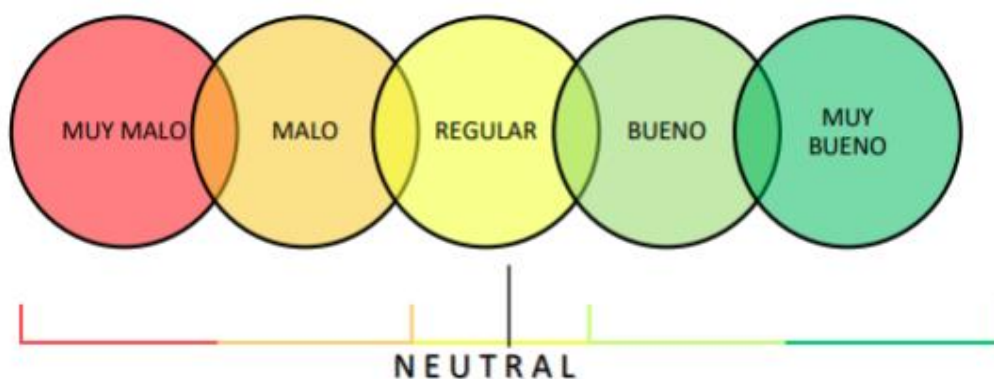 MUY MALO
MALO
REGULAR
BUENO
MUY
BUENO
NEUTRAL